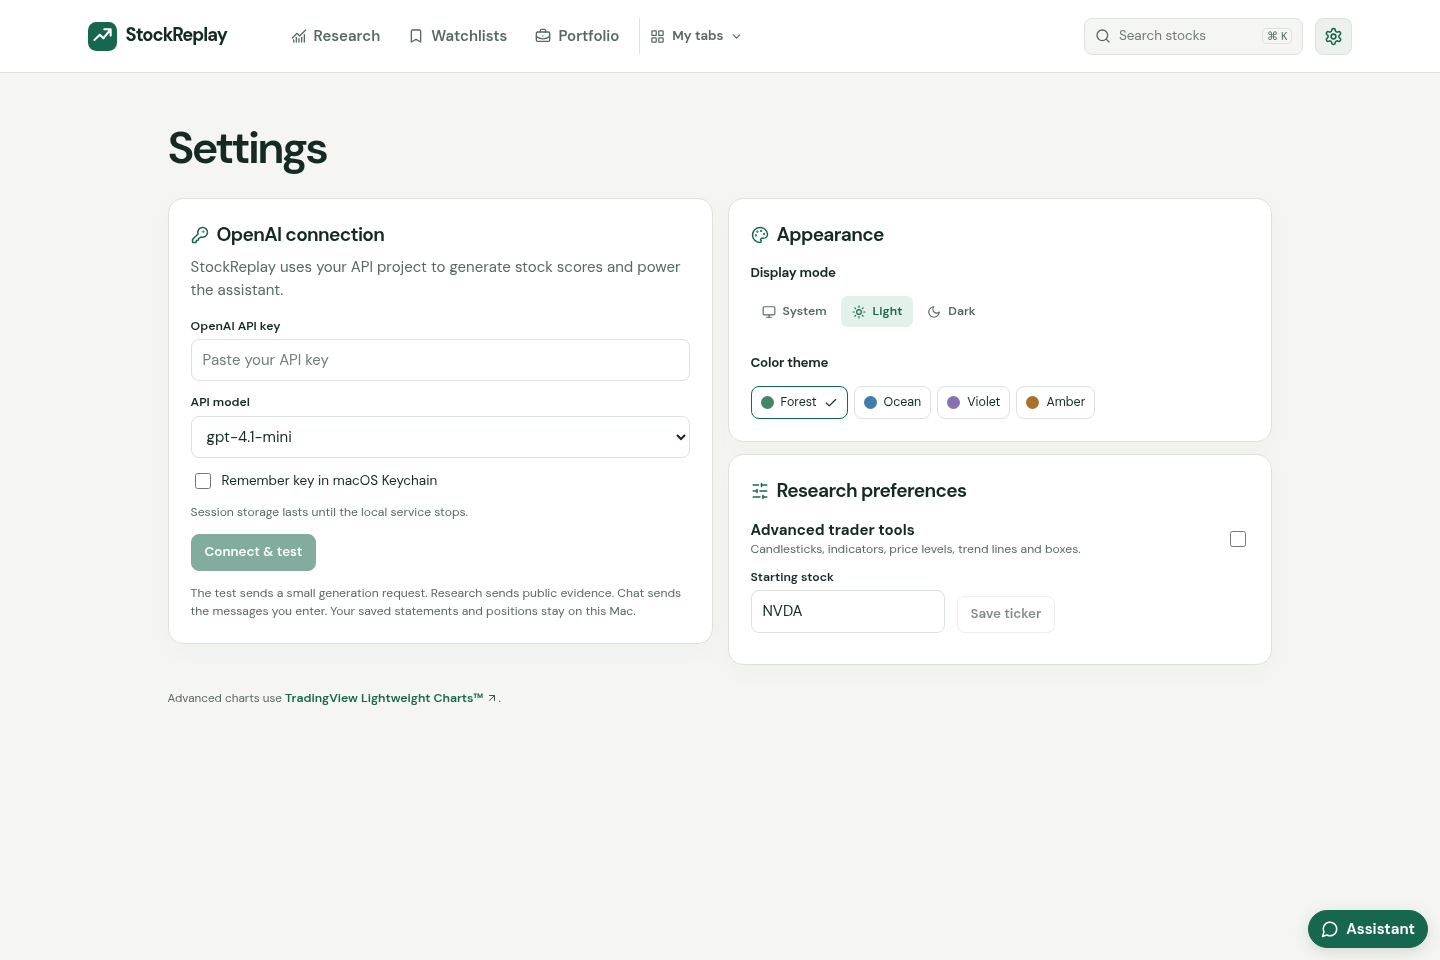 StockReplay
Research
Watchlists
Portfolio
My tabs
Search stocks
⌘ K
Settings
OpenAI connection
StockReplay uses your API project to generate stock scores and power
the assistant.
OpenAI API key
Paste your API key
API model
gpt-4.1-mini
Remember key in macOS Keychain
Session storage lasts until the local service stops.
Connect & test
The test sends a small generation request. Research sends public evidence. Chat sends
the messages you enter. Your saved statements and positions stay on this Mac.
Appearance
Display mode
System
Light
Dark
Color theme
Forest
Ocean
Violet
Amber
Research preferences
Advanced trader tools
Candlesticks, indicators, price levels, trend lines and boxes.
Starting stock
NVDA
Save ticker
Advanced charts use TradingView Lightweight Charts™ .
Assistant